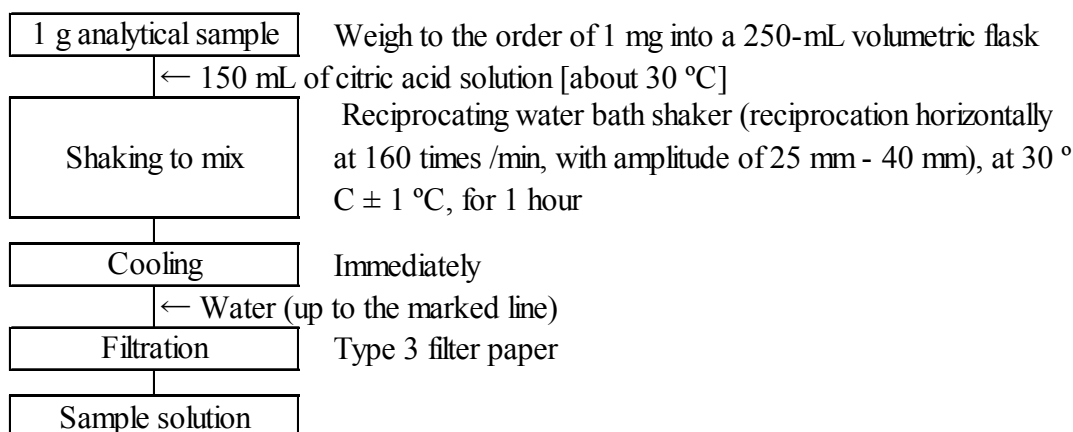 1 g analytical sample Weigh to the order of 1 mg into a 250-mL volumetric flask
← 150 mL of citric acid solution [about 30 ºC]
Reciprocating water bath shaker (reciprocation horizontally
Shaking to mix at 160 times /min, with amplitude of 25 mm - 40 mm), at 30 º
C ± 1 ºC, for 1 hour
Cooling Immediately
← Water (up to the marked line)
Filtration Type 3 filter paper
Sample solution